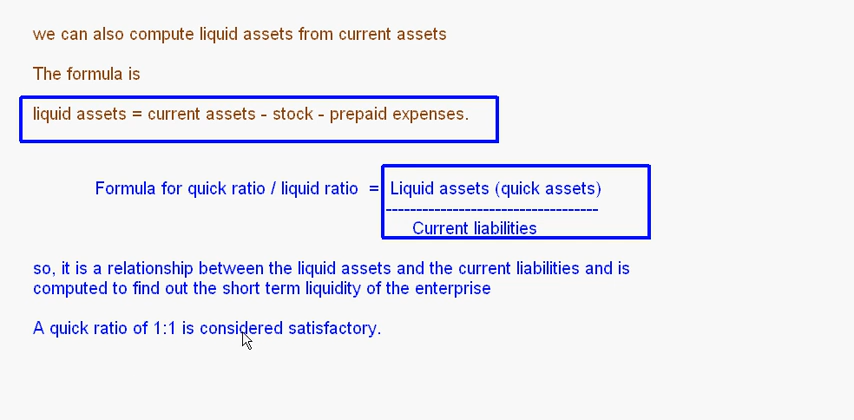 we can also compute liquid assets from current assets
The formula is
liquid assets = current assets - stock - prepaid expenses.
Formula for quick ratio / liquid ratio = Liquid assets (quick assets)
-----------------------------------
Current liabilities
so, it is a relationship between the liquid assets and the current liabilities and is
computed to find out the short term liquidity of the enterprise
A quick ratio of 1:1 is considered satisfactory.